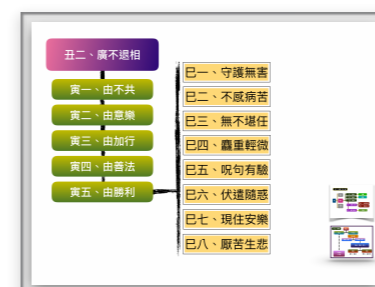 丑二、廣不退相
寅一、由不共
寅二、由意樂
寅三、由加行
寅四、由善法
寅五、由勝利
巳一、守護無害
巳二、不感病苦
巳三、無不堪任
巳四、麤重輕微
巳五、呪句有驗
巳六、伏遣隨惑
巳七、現住安樂
巳八、厭苦生悲